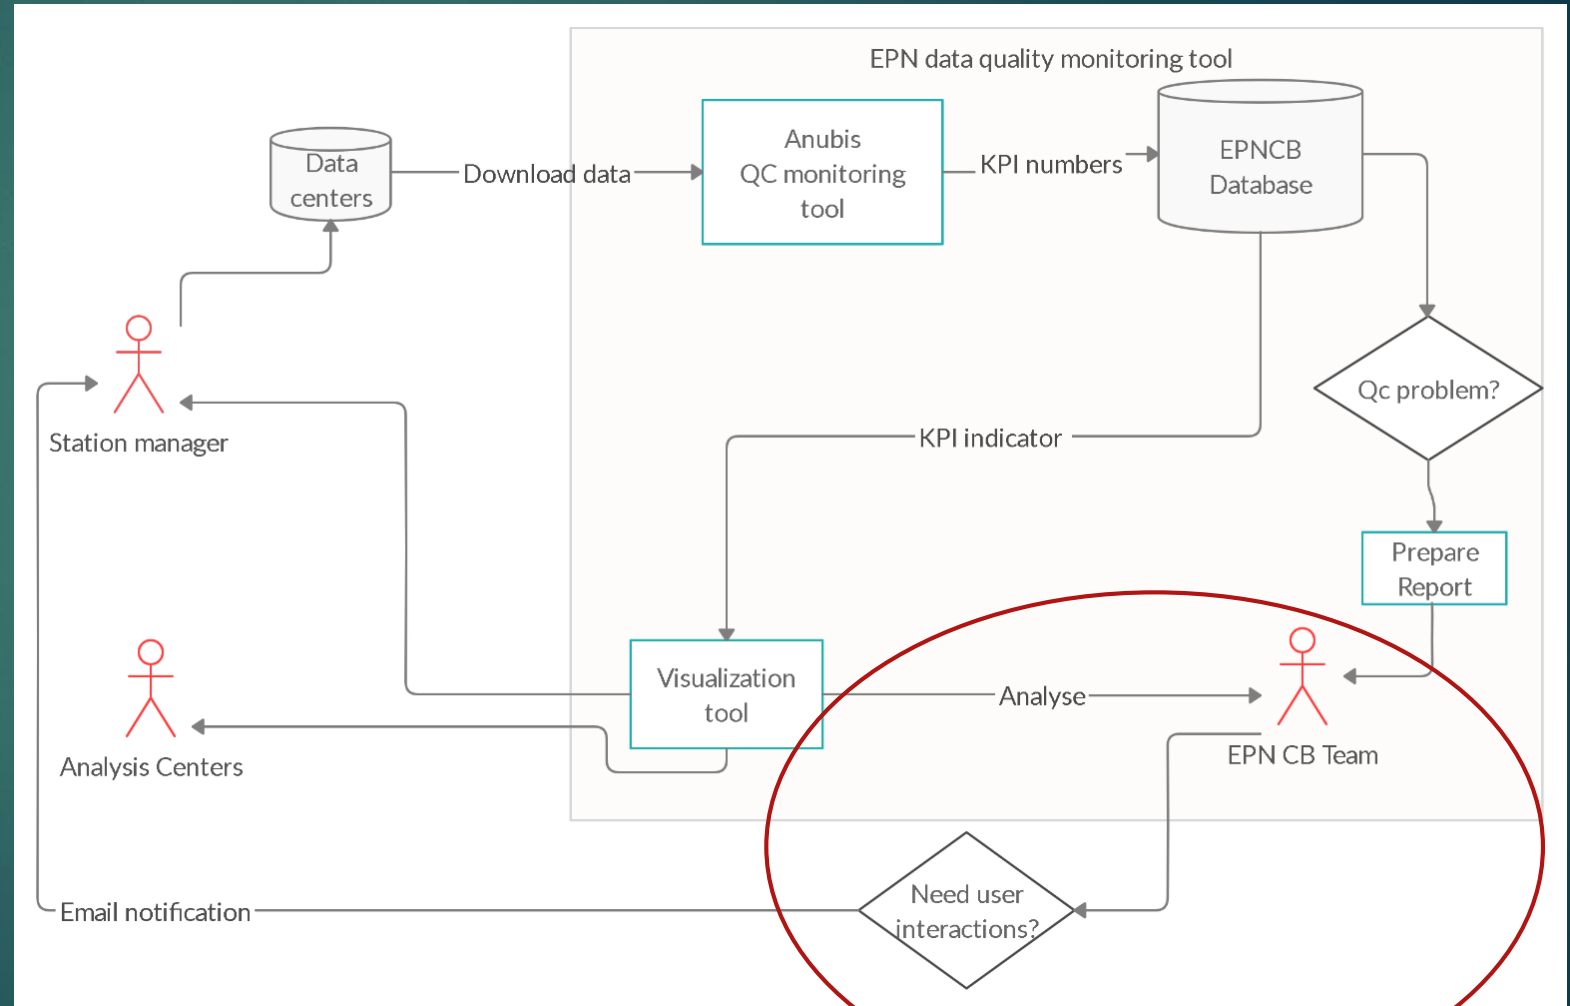 EPN data quality monitoring tool
Data
centers
Download data
Anubis
QC monitoring
tool
KPI numbers
EPNCB
Database
Qc problem?
Station manager
KPI indicator
Prepare
Report
Visualization
tool
Analyse
EPN CB Team
Analysis Centers
Need user
interactions?
Email notification